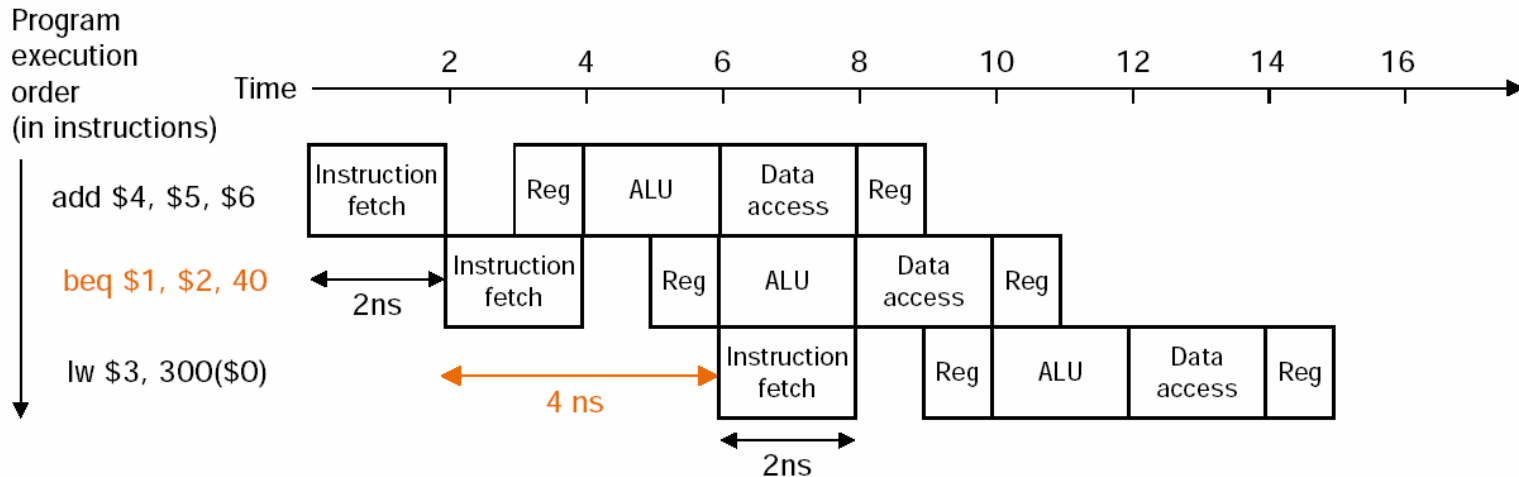 Program
execution
order
(in instructions)
Time
2 4 6 8 10 12 14 16
add $4, $5, $6
Instruction
fetch
Reg
ALU
Data
access
Reg
beq $1, $2, 40
2ns
Instruction
fetch
Reg
ALU
Data
access
Reg
lw $3, 300($0)
4 ns
Instruction
fetch
Reg
ALU
Data
access
Reg
2ns